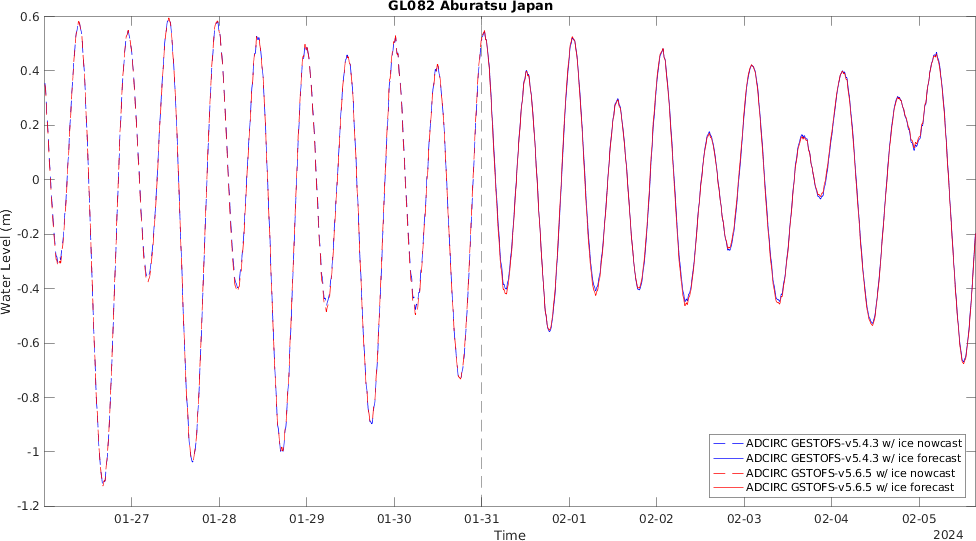 GL082 Aburatsu Japan
0.6
0.4
0.2
0
-0.2
-0.4
-0.6
-0.8
-1
-1.2
Water Level (m)
01-27 01-28 01-29 01-30 01-31 02-01 02-02 02-03 02-04 02-05
Time
2024
ADCIRC GESTOFS-v5.4.3 w/ ice nowcast
ADCIRC GESTOFS-v5.4.3 w/ ice forecast
ADCIRC GSTOFS-v5.6.5 w/ ice nowcast
ADCIRC GSTOFS-v5.6.5 w/ ice forecast